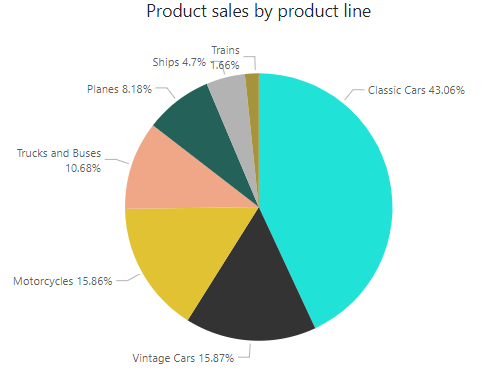 Product sales by product line
Trains
1.66%
Ships 4.7%
Classic Cars 43.06%
Planes 8.18%
Trucks and Buses
10.68%
Motorcycles 15.86%
Vintage Cars 15.87%